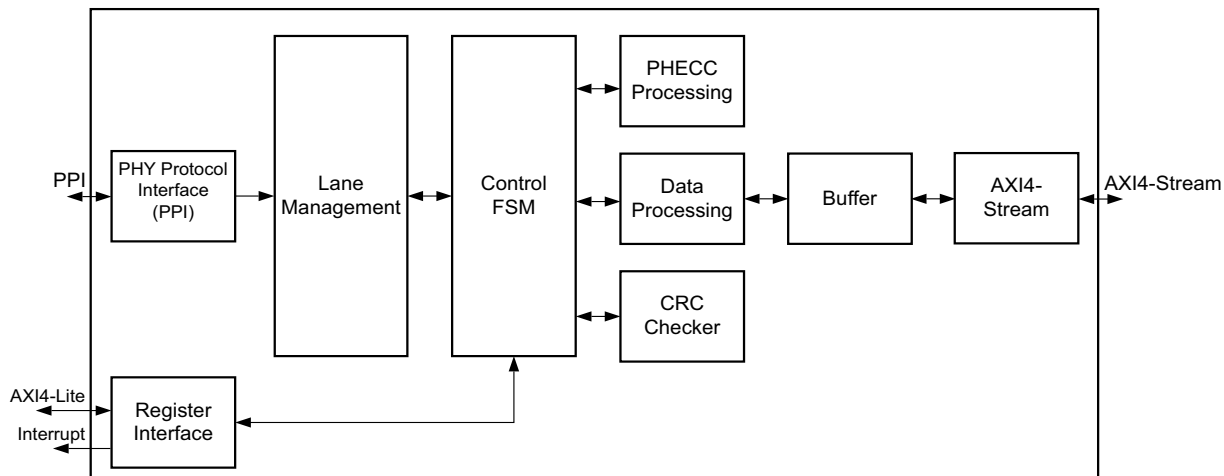 PPI
PHY Protocol
Interface
(PPI)
Lane
Management
Control
FSM
PHECC
Processing
Data
Processing
CRC
Checker
Buffer
AXI4-
Stream
AXI4-Stream
AXI4-Lite
Interrupt
Register
Interface